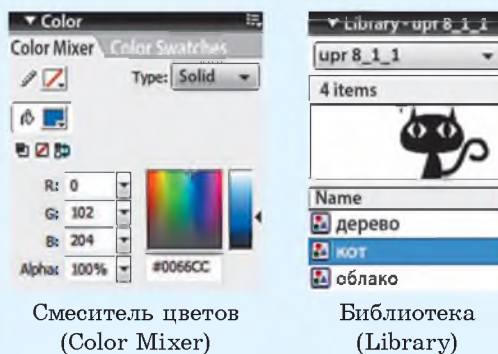 Color
Color Mixer Color Swatches
Type: Solid
R: 0
G: 102
B: 204
Alpha: 100% #0066CC
Смеситель цветов
(Color Mixer)
Library - upr 8_1_1
upr 8_1_1
4 items
Name
дерево
кот
облако
Библиотека
(Library)